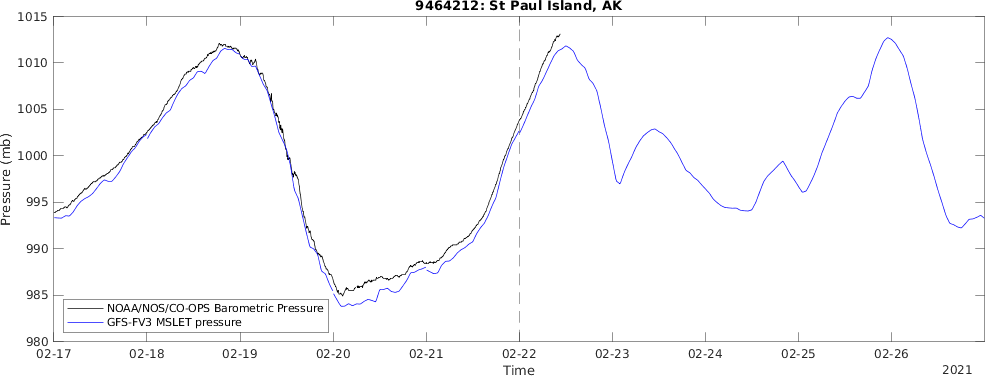 9464212: St Paul Island, AK
1015
1010
1005
1000
995
990
985
980
Pressure (mb)
NOAA/NOS/CO-OPS Barometric Pressure
GFS-FV3 MSLET pressure
02-17 02-18 02-19 02-20 02-21 02-22 02-23 02-24 02-25 02-26
Time
2021